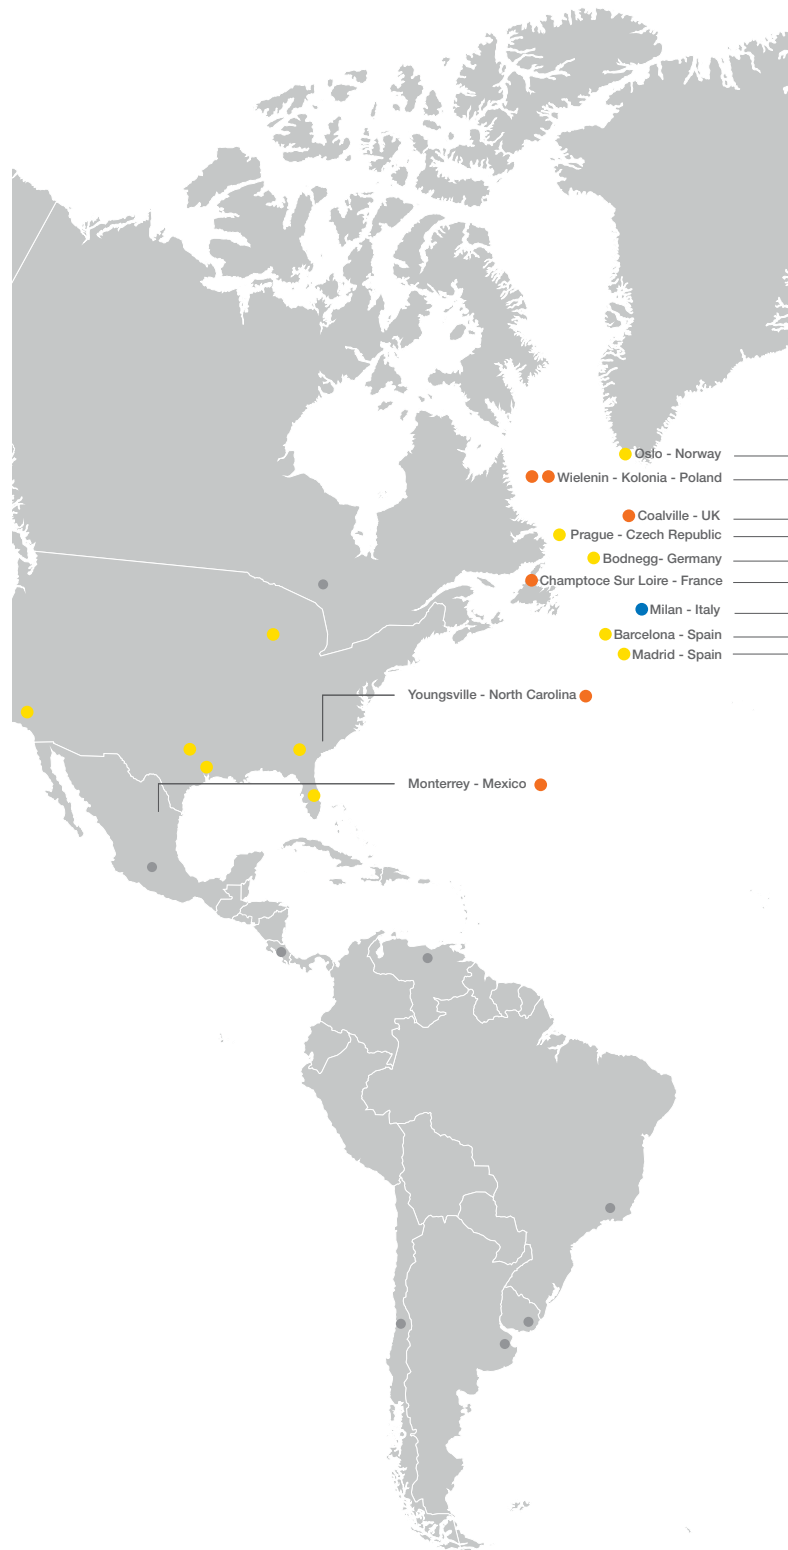 Oslo - Norway
Wielenin - Kolonia - Poland
Coalville - UK
Prague - Czech Republic
Bodnegg- Germany
Champtoce Sur Loire - France
Milan - Italy
Barcelona - Spain
Madrid - Spain
Youngsville - North Carolina
Monterrey - Mexico